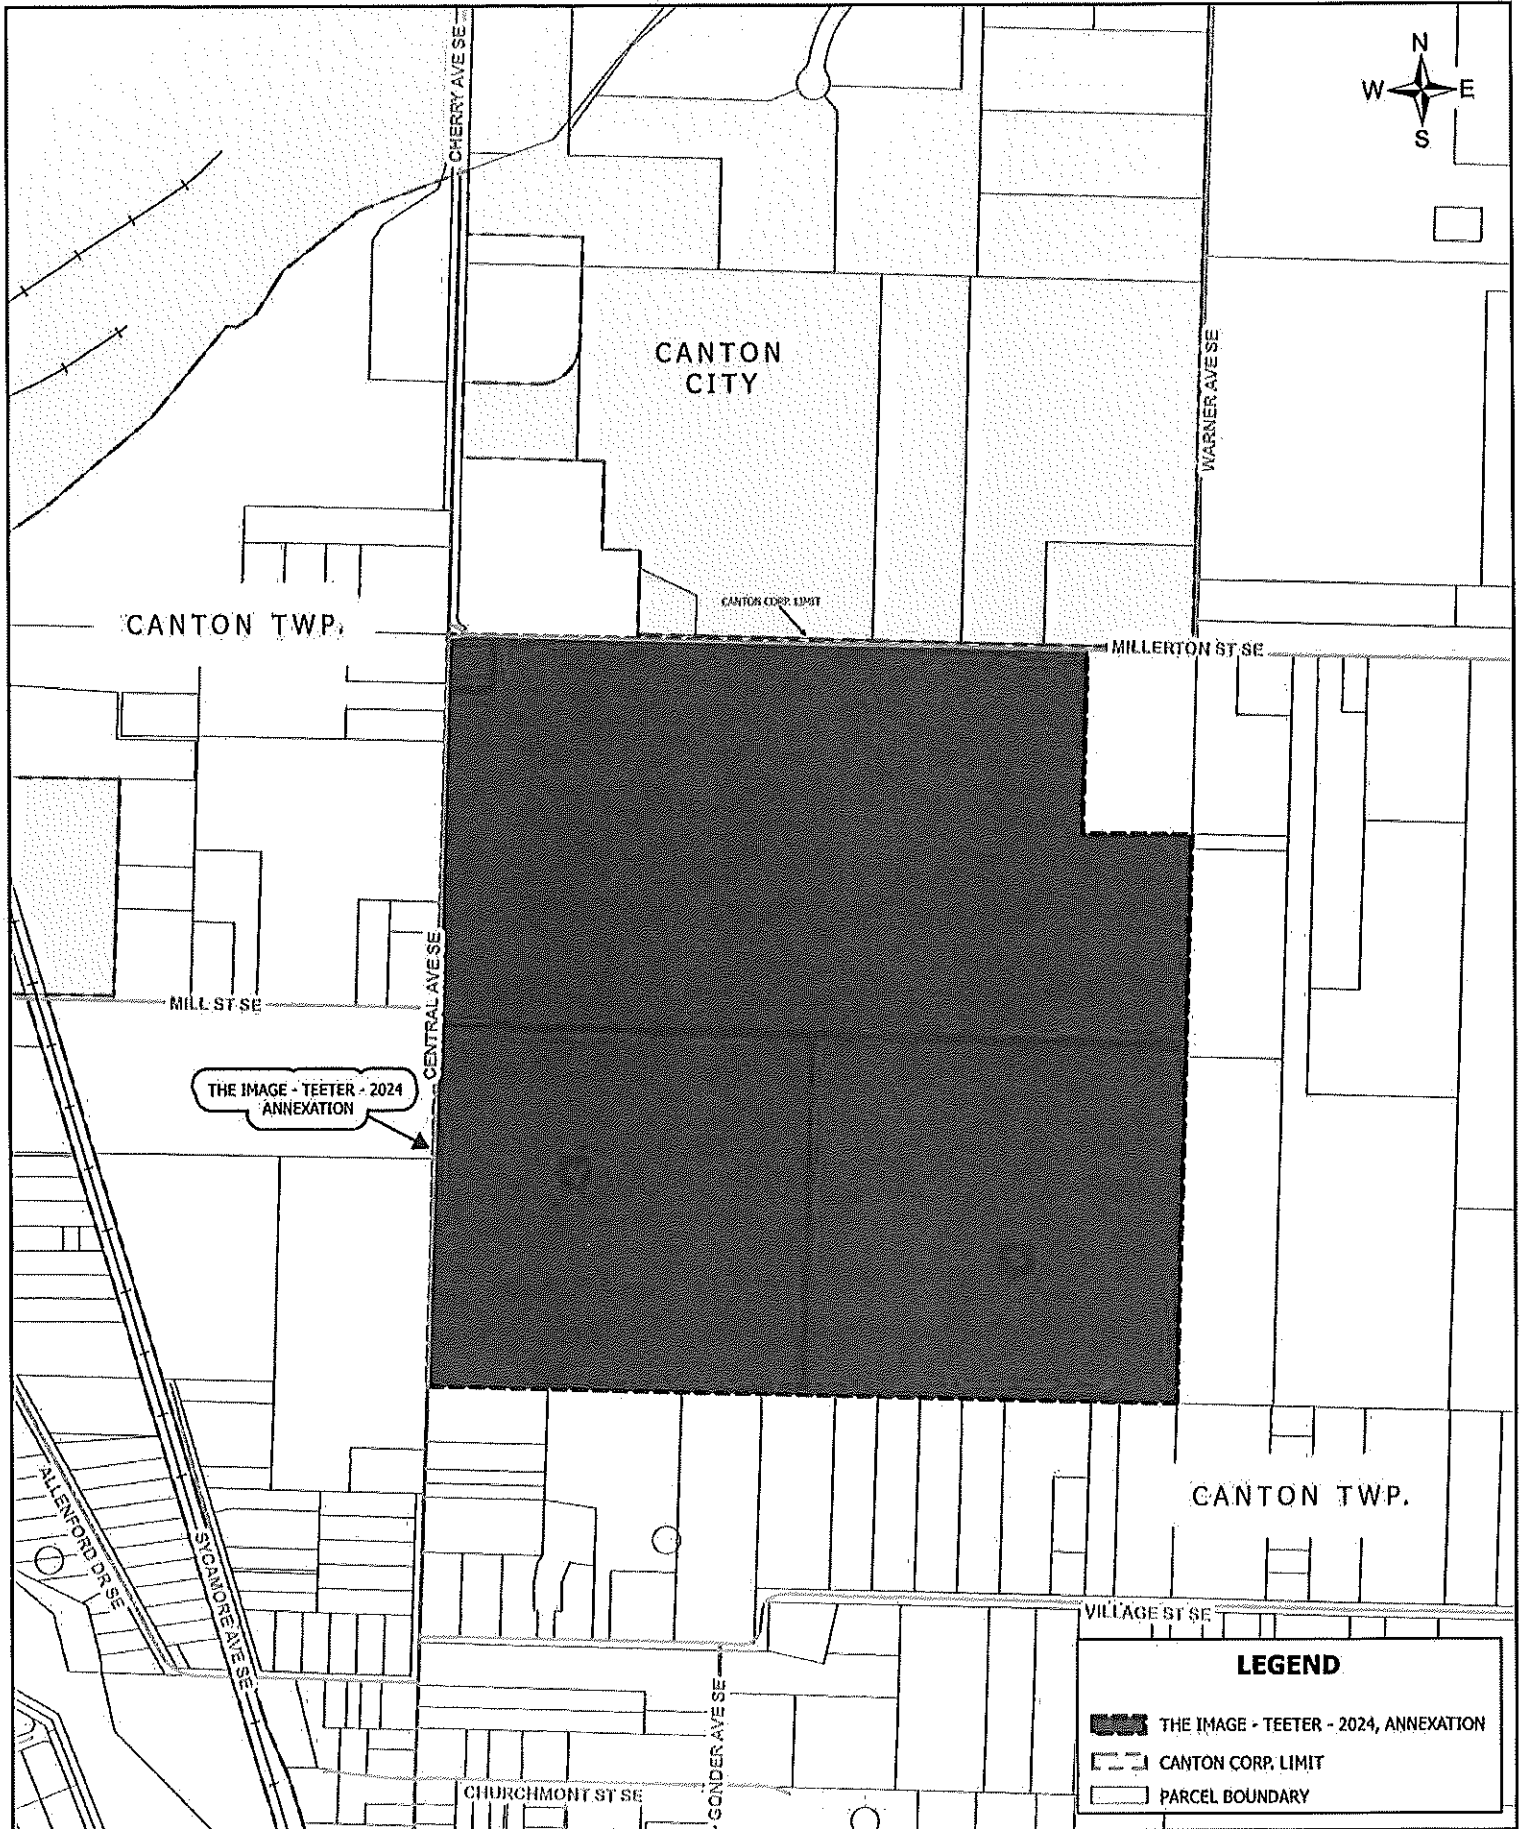 CHERRY AVE SE
N
W E
S
CANTON
CITY
WARNER AVE SE
CANTON CORP. LIMIT
CANTON TWP.
MILLERTON ST SE
CENTRAL AVE SE
MILL ST SE
THE IMAGE - TEETER - 2024
ANNEXATION
CANTON TWP.
ALLENFORD DR SE
SYCAMORE AVE SE
VILLAGE ST SE
GONDER AVE SE
CHURCHMONT ST SE
LEGEND
THE IMAGE - TEETER - 2024, ANNEXATION
CANTON CORP. LIMIT
PARCEL BOUNDARY